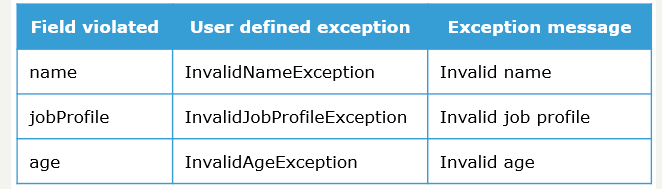 Field violated User defined exception Exception message
name InvalidNameException Invalid name
jobProfile InvalidJobProfileException Invalid job profile
age InvalidAgeException Invalid age